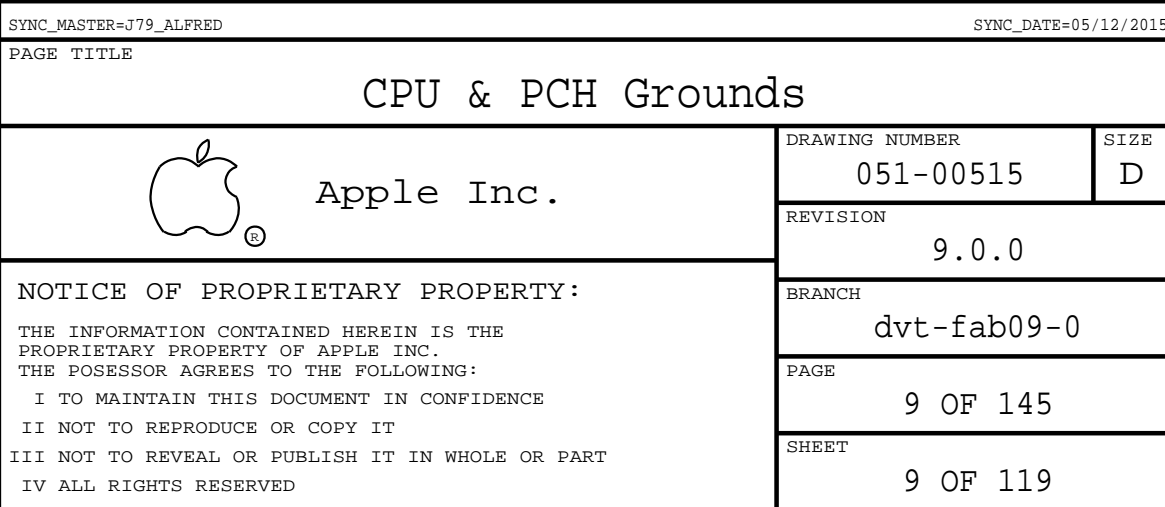 SYNC_MASTER=J79_ALFRED SYNC_DATE=05/12/2015
PAGE TITLE
CPU & PCH Grounds
DRAWING NUMBER SIZE
051-00515 D
Apple Inc.
REVISION
R
9.0.0
NOTICE OF PROPRIETARY PROPERTY:
BRANCH
dvt-fab09-0
THE INFORMATION CONTAINED HEREIN IS THE
PROPRIETARY PROPERTY OF APPLE INC.
THE POSESSOR AGREES TO THE FOLLOWING:
PAGE
9 OF 145
I TO MAINTAIN THIS DOCUMENT IN CONFIDENCE
II NOT TO REPRODUCE OR COPY IT
III NOT TO REVEAL OR PUBLISH IT IN WHOLE OR PART
IV ALL RIGHTS RESERVED
SHEET
9 OF 119